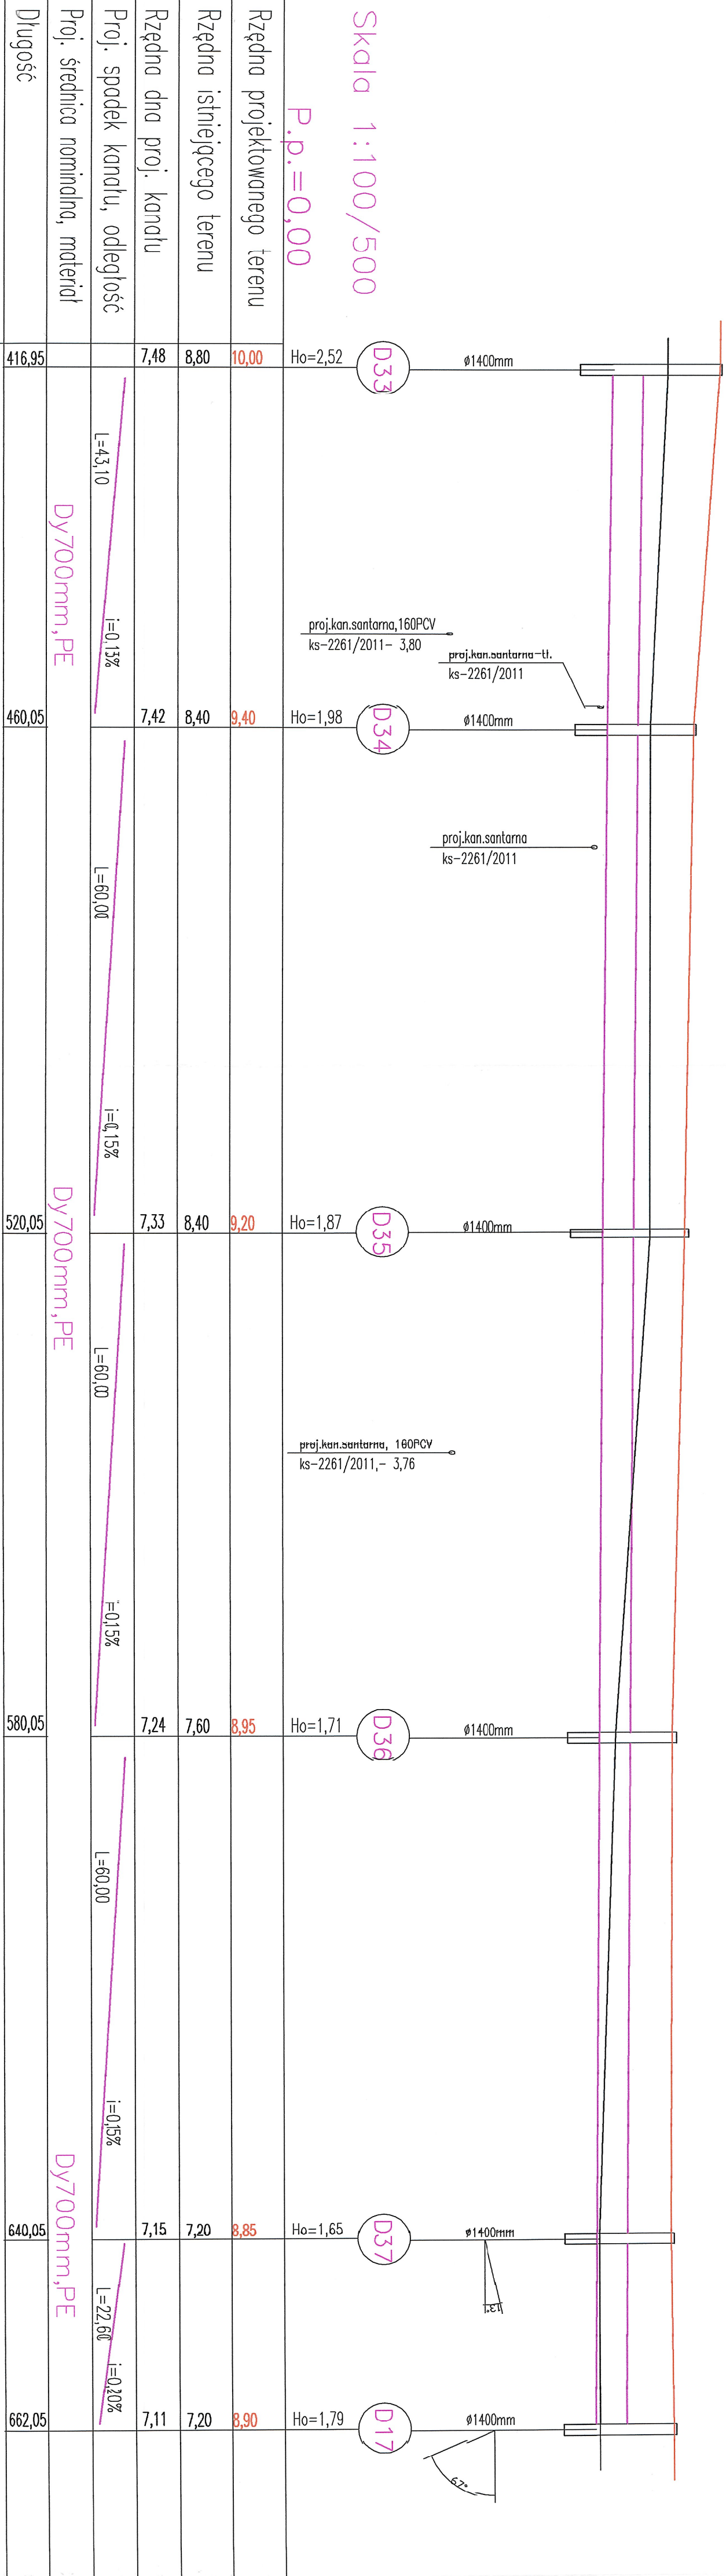 Skala 1:100/500
P.p.=0,00
Rzędna projektowanego terenu
Rzędna istniejącego terenu
Rzędna dna proj. kanału
Proj. spadek kanału, odległość
Proj. średnica nominalna, materiał
Długość
ø1400mm
D33
Ho=2,52
10,00
8,80
7,48
416,95
L=43,10
i=0,13%
Dy700mm,PE
proj.kan.santarna,160PCV
ks-2261/2011- 3,80
proj.kan.santarna-tł.
ks-2261/2011
ø1400mm
D34
Ho=1,98
9,40
8,40
7,42
460,05
proj.kan.santarna
ks-2261/2011
L=60,00
i=0,15%
Dy700mm,PE
ø1400mm
D35
Ho=1,87
9,20
8,40
7,33
520,05
L=60,00
i=0,15%
proj.kan.santarna, 160PCV
ks-2261/2011,- 3,76
ø1400mm
D36
Ho=1,71
8,95
7,60
7,24
580,05
L=60,00
i=0,15%
Dy700mm,PE
ø1400mm
D37
Ho=1,65
8,85
7,20
7,15
640,05
L=22,60
i=0,20%
ø1400mm
D17
Ho=1,79
8,90
7,20
7,11
662,05
67°